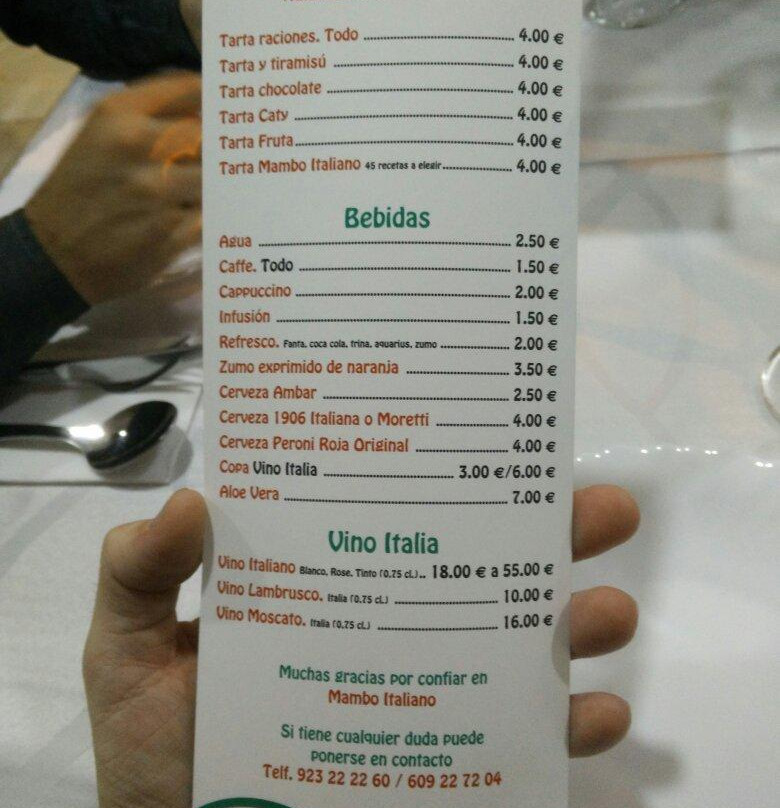 Tarta raciones. Todo ........ 4.00 €
Tarta y tiramisú ........ 4.00 €
Tarta chocolate ........ 4.00 €
Tarta Caty ........ 4.00 €
Tarta Fruta ........ 4.00 €
Tarta Mambo Italiano 45 recetas a elegir ........ 4.00 €
Bebidas
Agua ........ 2.50 €
Caffe. Todo ........ 1.50 €
Cappuccino ........ 2.00 €
Infusión ........ 1.50 €
Refresco. Fanta, coca cola, trina, aquarius, zumo ........ 2.00 €
Zumo exprimido de naranja ........ 3.50 €
Cerveza Ambar ........ 2.50 €
Cerveza 1906 Italiana o Moretti ........ 4.00 €
Cerveza Peroni Roja Original ........ 4.00 €
Copa Vino Italia ........ 3.00 €/6.00 €
Aloe Vera ........ 7.00 €
Vino Italia
Vino Italiano Blanco, Rose, Tinto (0,75 cl.).. 18.00 € a 55.00 €
Vino Lambrusco. Italia (0,75 cl.) ........ 10.00 €
Vino Moscato. Italia (0,75 cl.) ........ 16.00 €
Muchas gracias por confiar en
Mambo Italiano
Si tiene cualquier duda puede
ponerse en contacto
Telf. 923 22 22 60 / 609 22 72 04